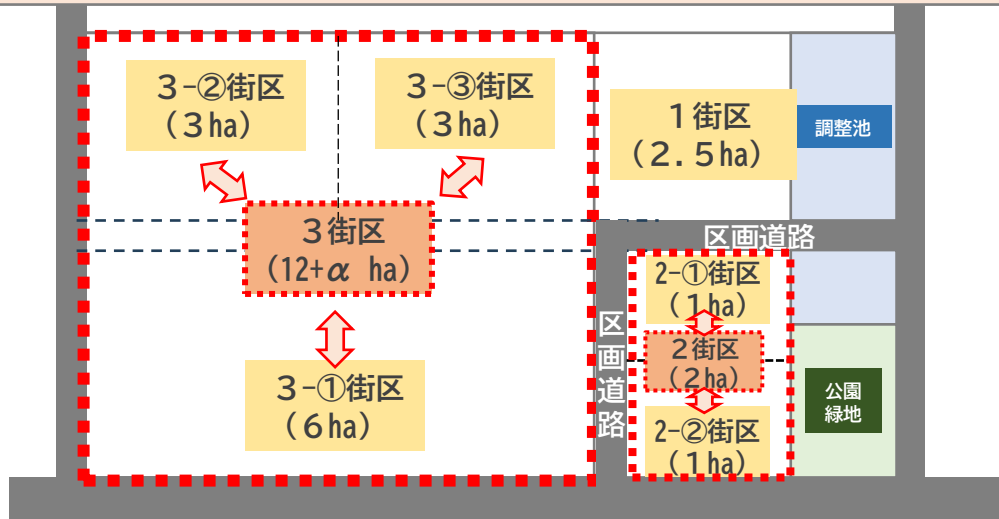 3-②街区
(3ha)
3-③街区
(3ha)
1街区
(2.5ha)
調整池
3街区
(12+α ha)
区画道路
2-①街区
(1ha)
区画道路
2街区
(2ha)
3-①街区
(6ha)
2-②街区
(1ha)
公園
緑地